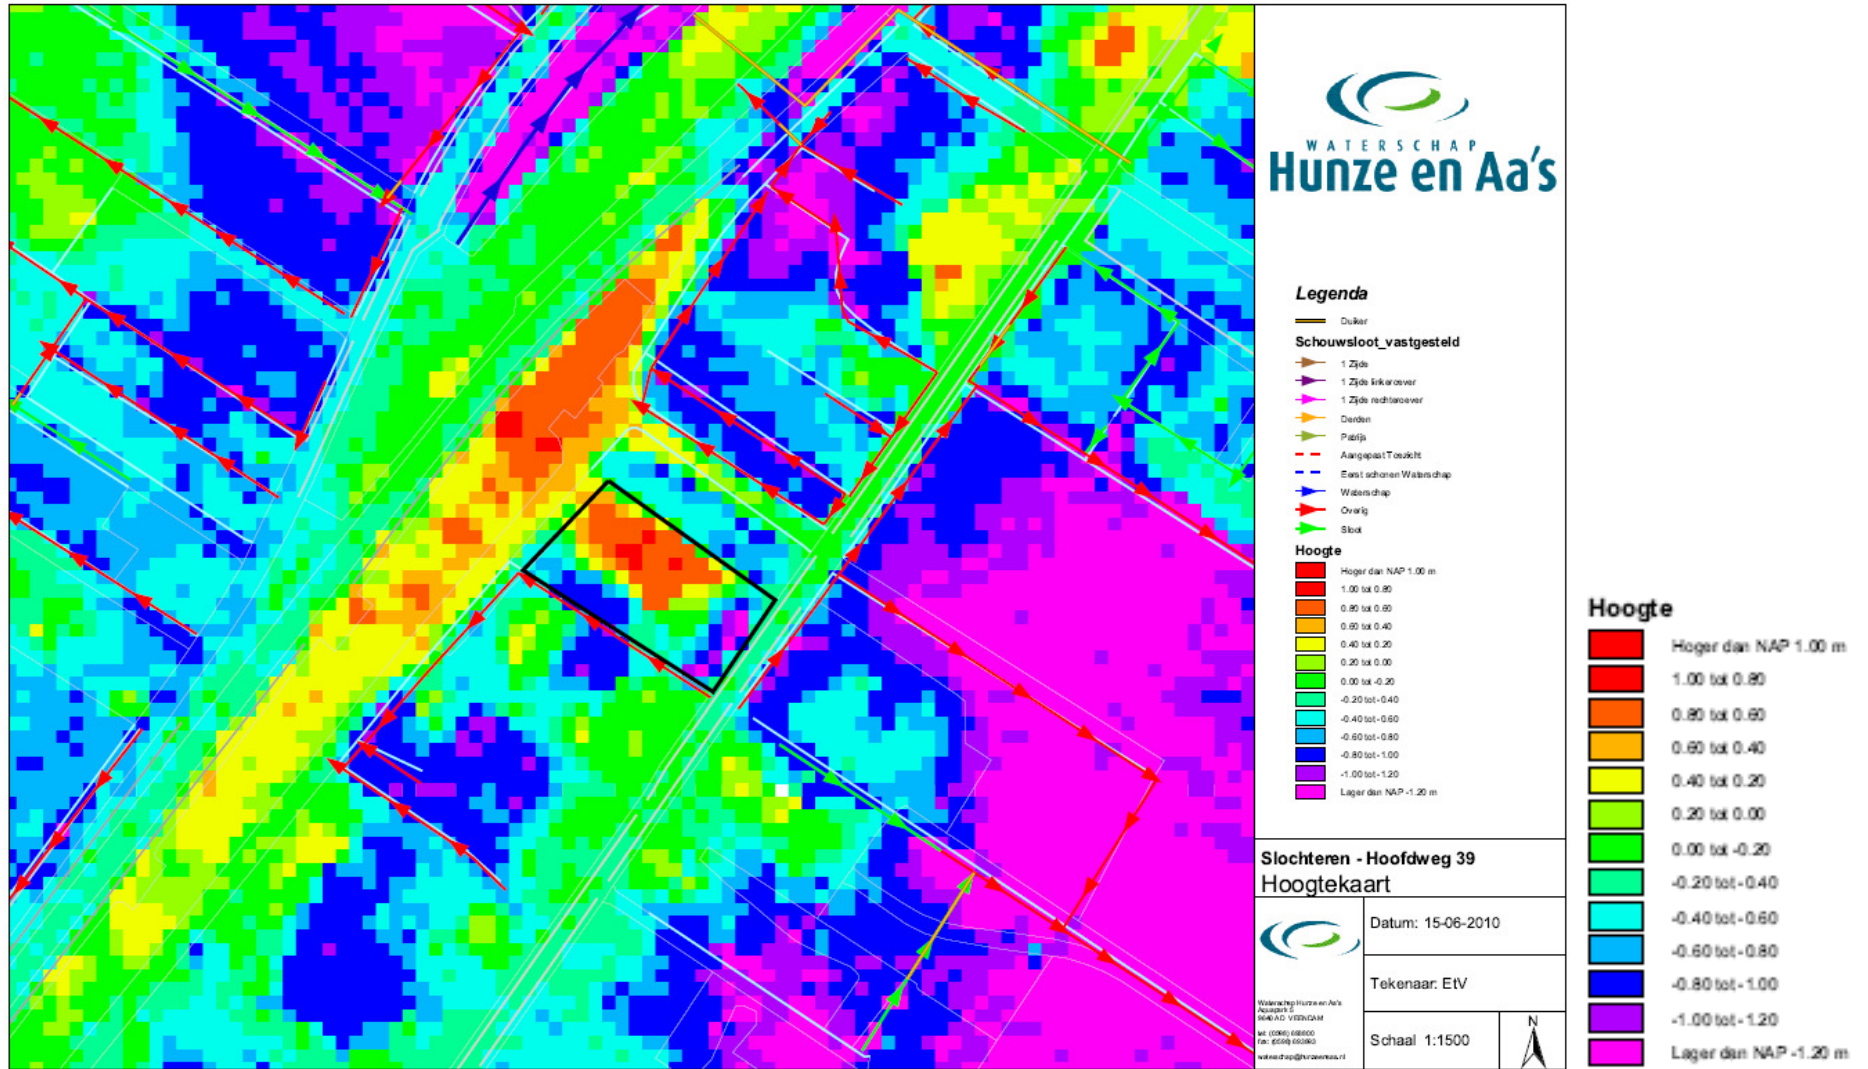 WATERSCHAP
Hunze en Aa's
Legenda
Duiker
Schouwsloot_vastgesteld
1 Zijde
1 Zijde linkeroever
1 Zijde rechteroever
Derden
Patrijs
Aangepast Toezicht
Eerst schonen Waterschap
Waterschap
Overig
Sloot
Hoogte
Hoger dan NAP 1.00 m
1.00 tot 0.80
0.80 tot 0.60
0.60 tot 0.40
0.40 tot 0.20
0.20 tot 0.00
0.00 tot -0.20
-0.20 tot -0.40
-0.40 tot -0.60
-0.60 tot -0.80
-0.80 tot -1.00
-1.00 tot -1.20
Lager dan NAP -1.20 m
Slochteren - Hoofdweg 39
Hoogtekaart
Datum: 15-06-2010
Tekenaar: EtV
Schaal 1:1500
N
Waterschap Hunze en Aa's
Aquapark 5
9640 AD VEENDAM
Hoogte
Hoger dan NAP 1.00 m
1.00 tot 0.80
0.80 tot 0.60
0.60 tot 0.40
0.40 tot 0.20
0.20 tot 0.00
0.00 tot -0.20
-0.20 tot -0.40
-0.40 tot -0.60
-0.60 tot -0.80
-0.80 tot -1.00
-1.00 tot -1.20
Lager dan NAP -1.20 m